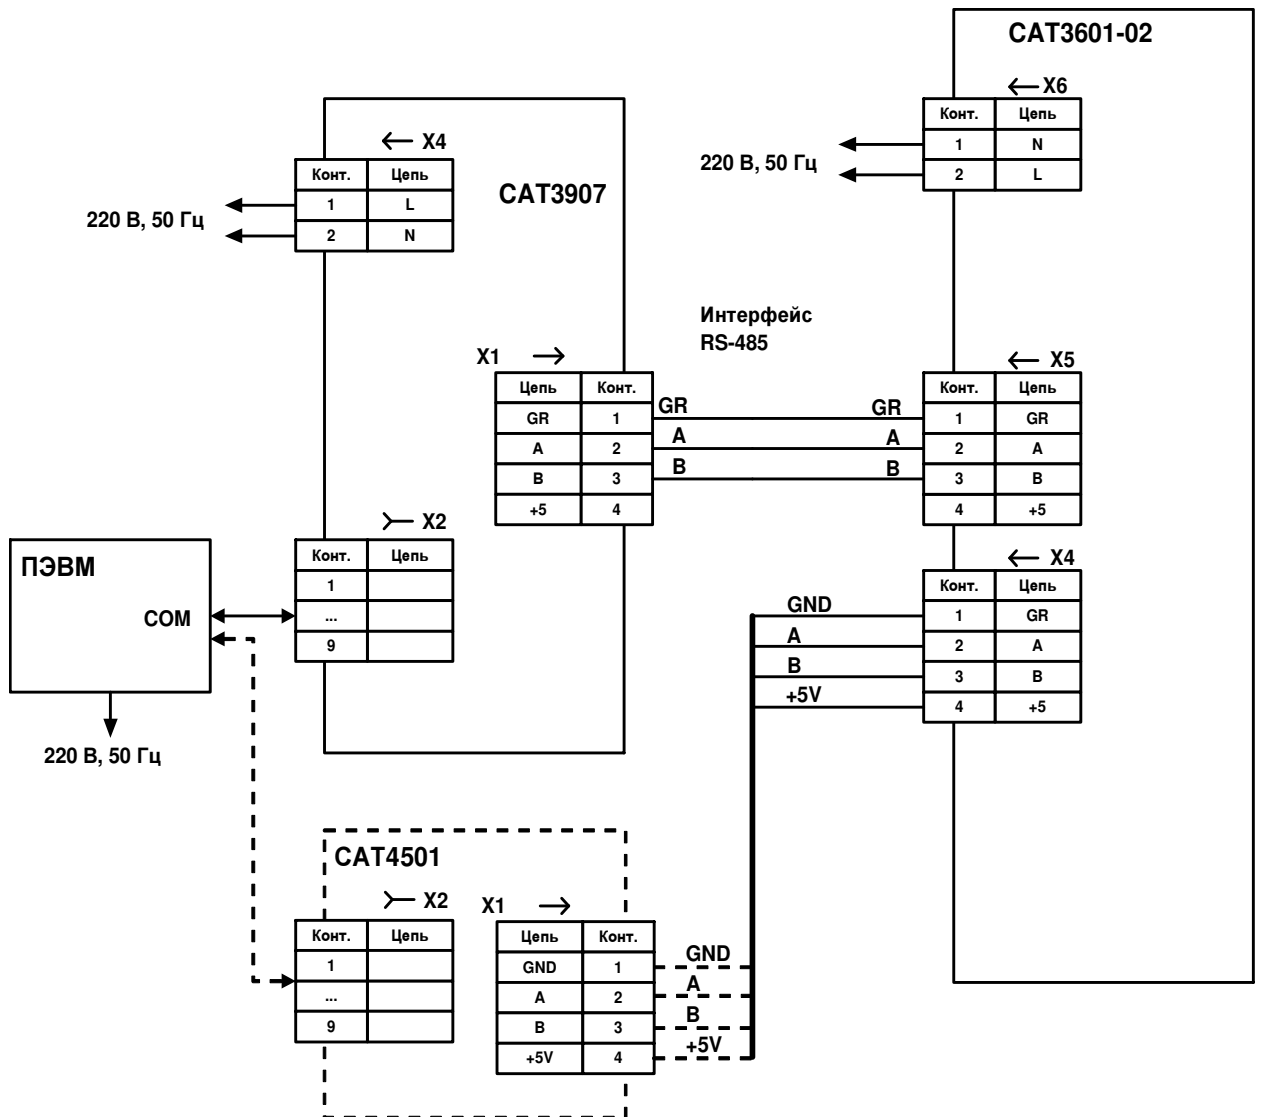 САТ3601-02
X6
Конт. Цепь
1 N
2 L
220 В, 50 Гц
X4
Конт. Цепь
1 L
2 N
220 В, 50 Гц
САТ3907
Интерфейс
RS-485
X1
Цепь Конт.
GR 1
A 2
B 3
+5 4
GR GR
A A
B B
X5
Конт. Цепь
1 GR
2 A
3 B
4 +5
X2
Конт. Цепь
1
...
9
ПЭВМ
COM
220 В, 50 Гц
X4
Конт. Цепь
1 GR
2 A
3 B
4 +5
GND
A
B
+5V
САТ4501
X2
Конт. Цепь
1
...
9
X1
Цепь Конт.
GND 1
A 2
B 3
+5V 4
GND
A
B
+5V